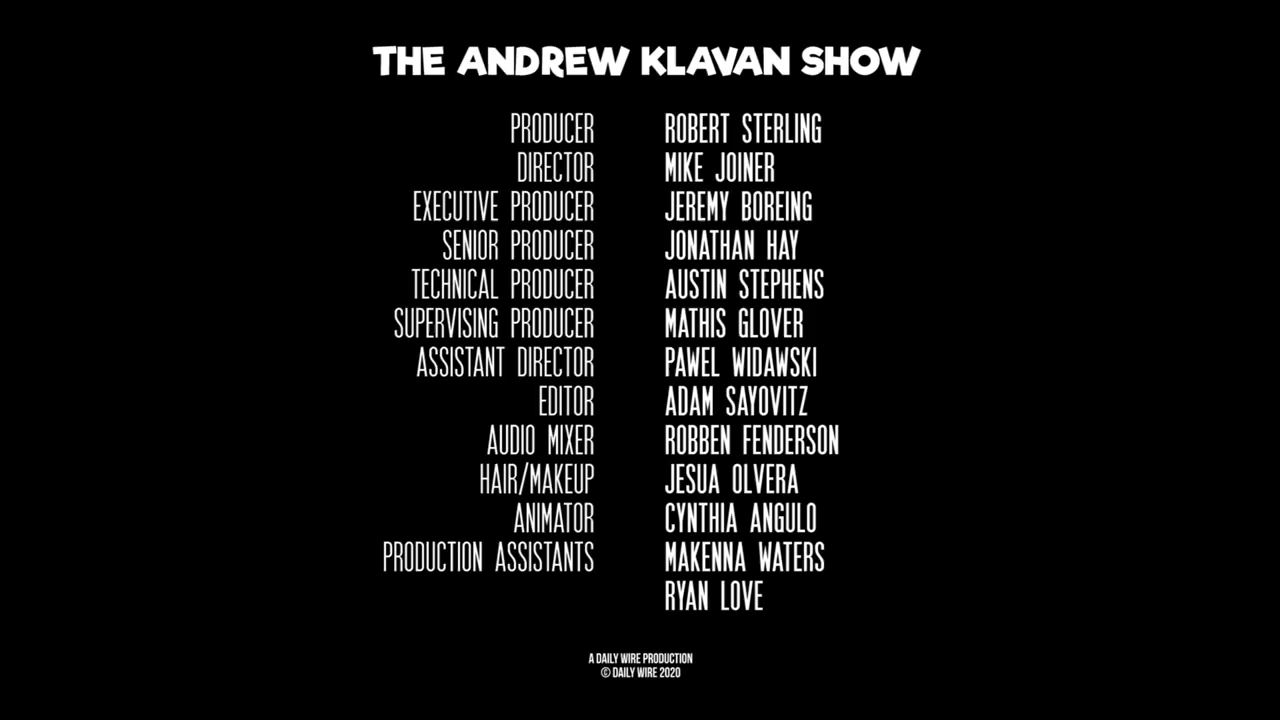 THE ANDREW KLAVAN SHOW
PRODUCER ROBERT STERLING
DIRECTOR MIKE JOINER
EXECUTIVE PRODUCER JEREMY BOREING
SENIOR PRODUCER JONATHAN HAY
TECHNICAL PRODUCER AUSTIN STEPHENS
SUPERVISING PRODUCER MATHIS GLOVER
ASSISTANT DIRECTOR PAWEL WIDAWSKI
EDITOR ADAM SAYOVITZ
AUDIO MIXER ROBBEN FENDERSON
HAIR/MAKEUP JESUA OLVERA
ANIMATOR CYNTHIA ANGULO
PRODUCTION ASSISTANTS MAKENNA WATERS
RYAN LOVE
A DAILY WIRE PRODUCTION
© DAILY WIRE 2020